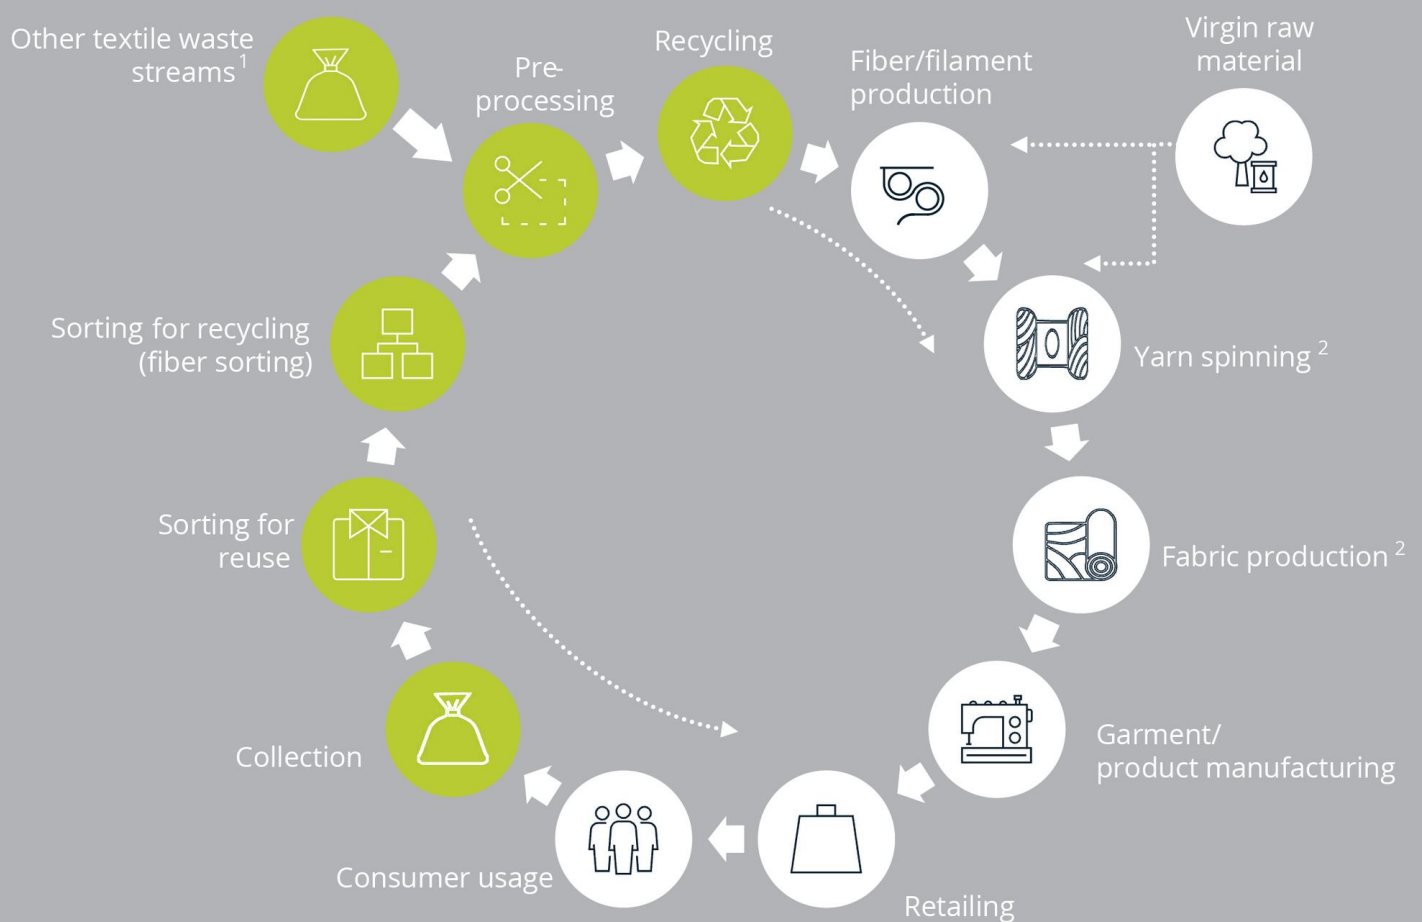 Other textile waste
streams 1
Pre-
processing
Recycling
Fiber/filament
production
Virgin raw
material
Sorting for recycling
(fiber sorting)
Yarn spinning 2
Sorting for
reuse
Fabric production 2
Collection
Garment/
product manufacturing
Consumer usage
Retailing